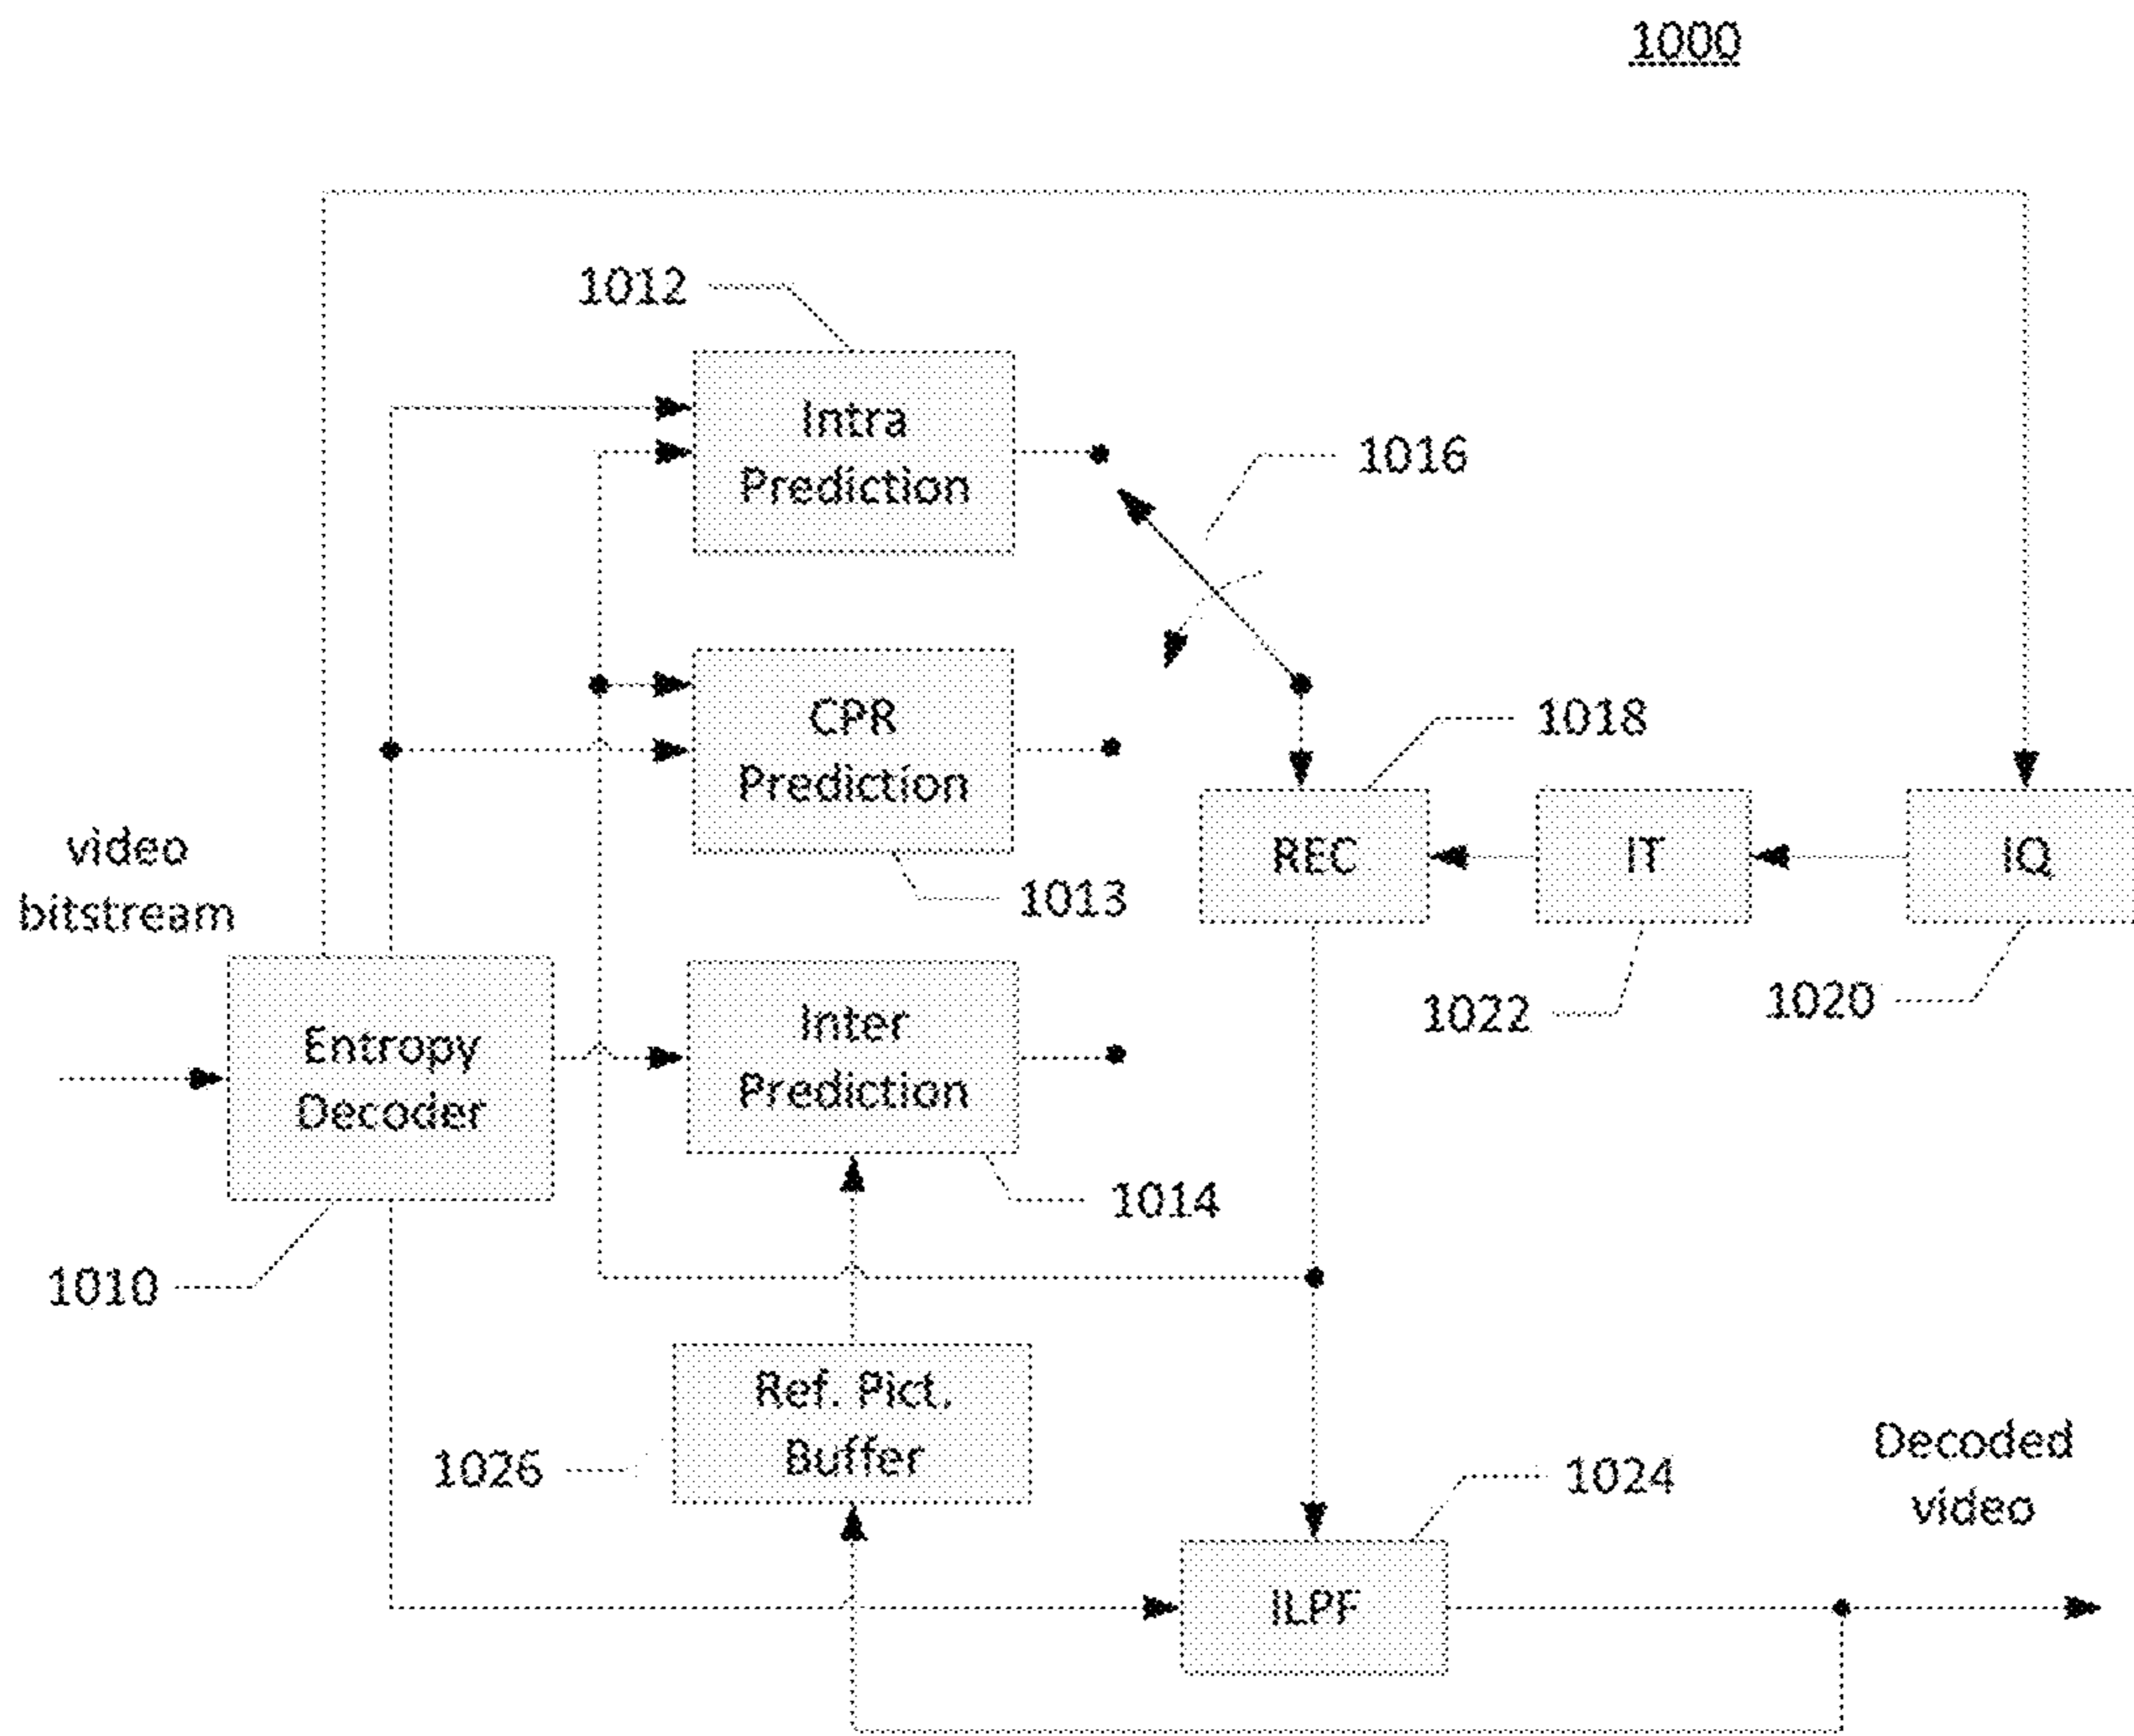 1000
1012
Intra
Prediction
1016
CPR
Prediction
1018
video
bitstream
REC
IT
IQ
1013
Entropy
Decoder
Inter
Prediction
1022
1020
1014
1010
Ref. Pict.
Buffer
1026
1024
Decoded
video
ILPF